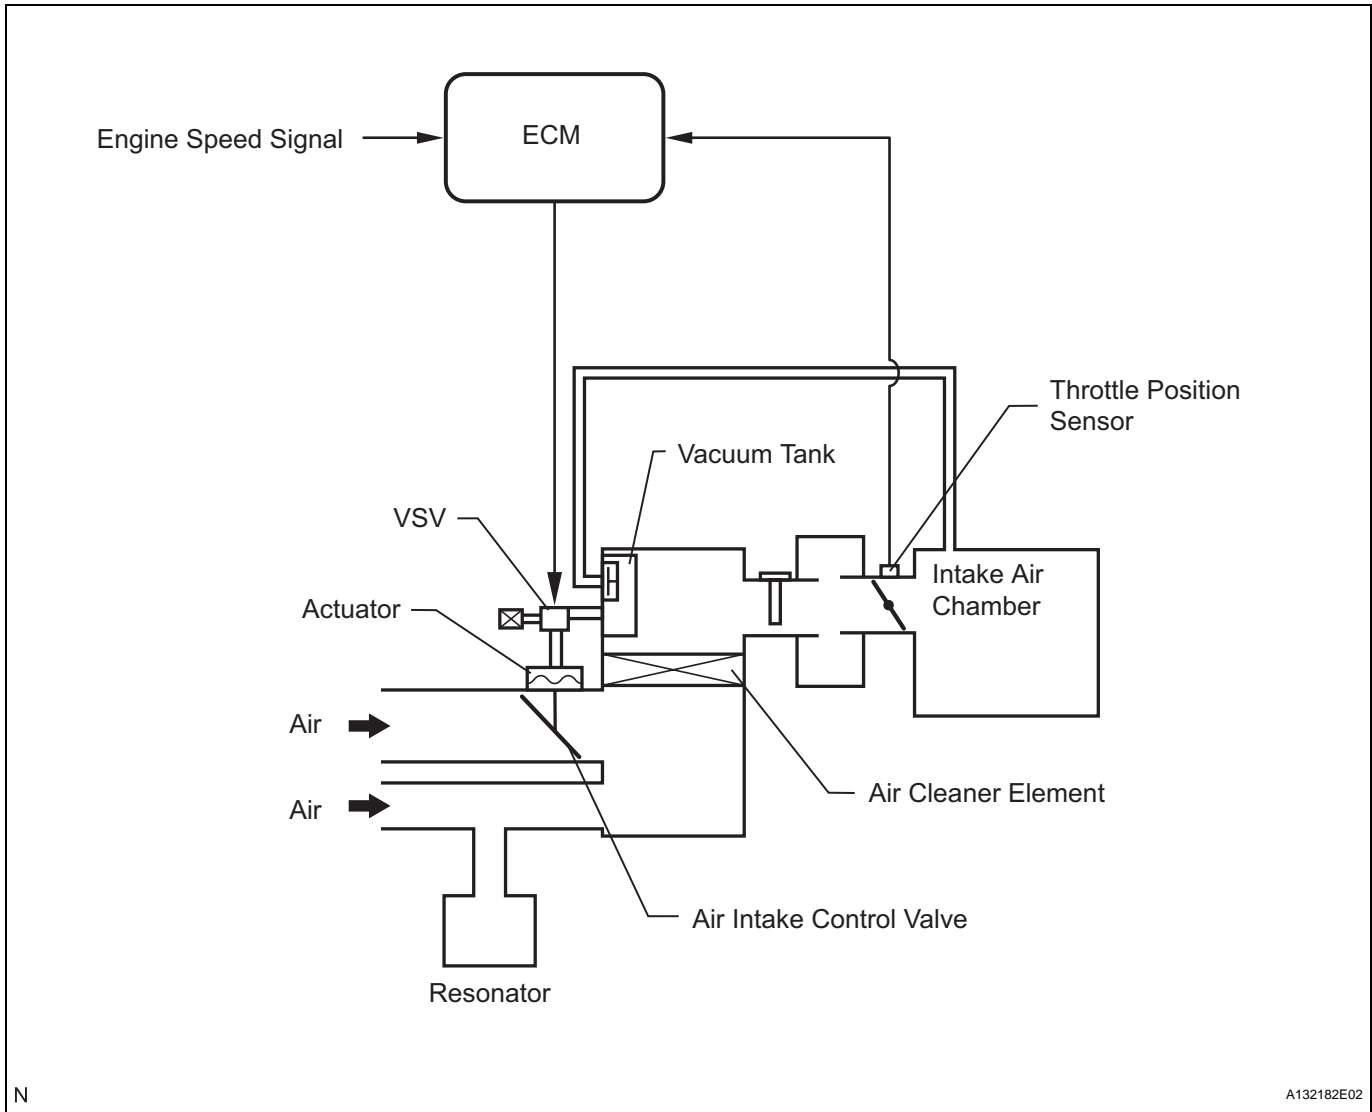 ECM
Engine Speed Signal
Throttle Position
Sensor
Vacuum Tank
VSV
Intake Air
Chamber
Actuator
Air
Air Cleaner Element
Air
Air Intake Control Valve
Resonator
N
A132182E02